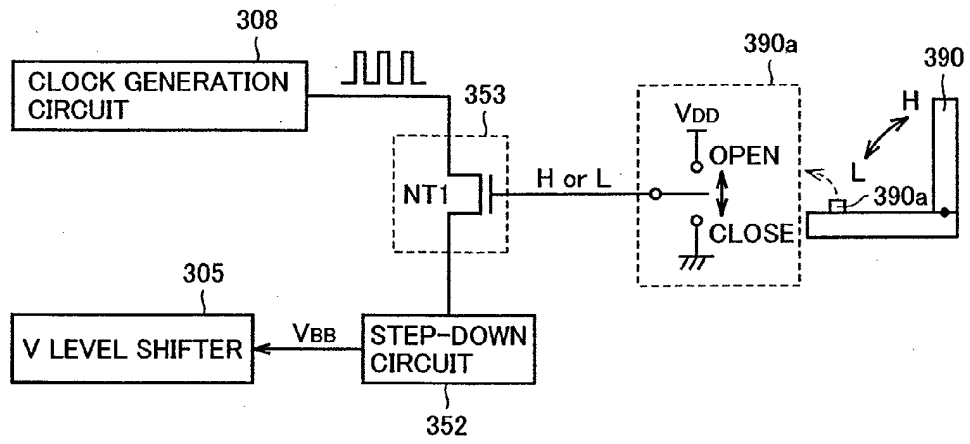 308
CLOCK GENERATION
CIRCUIT
353
NT1
H or L
390a
VDD
OPEN
CLOSE
390
H
L
390a
305
V LEVEL SHIFTER
VBB
STEP-DOWN
CIRCUIT
352